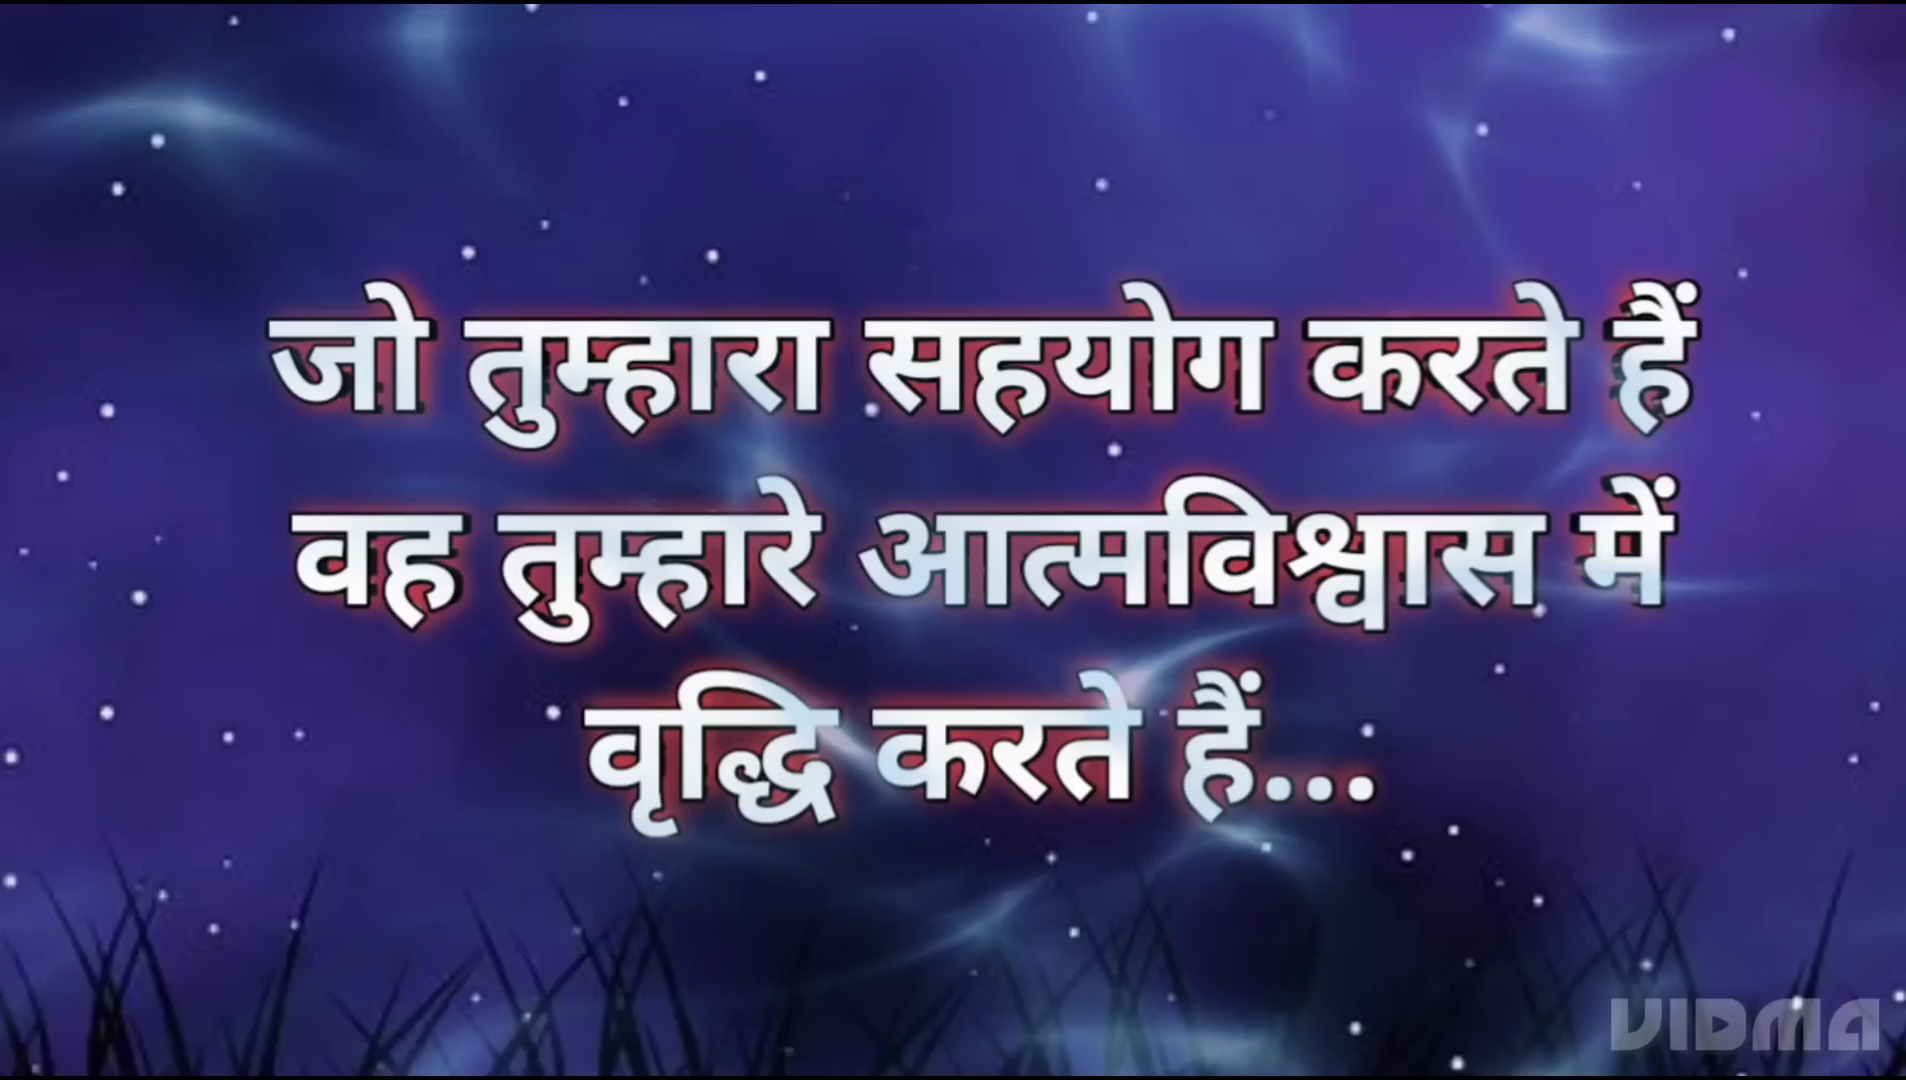 जो तुम्हारा सहयोग करते हैं
वह तुम्हारे आत्मविश्वास में
वृद्धि करते हैं...
VIDMA